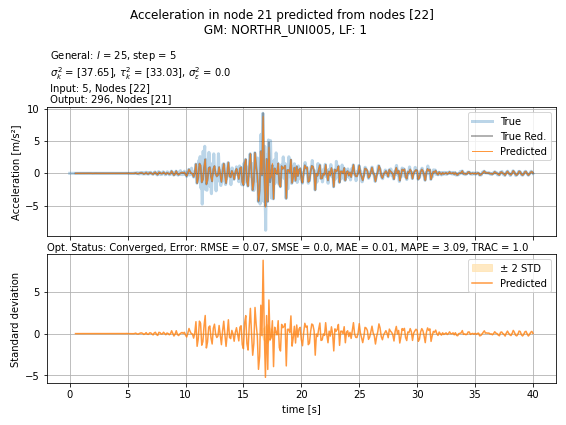 Acceleration in node 21 predicted from nodes [22]
GM: NORTHR_UNI005, LF: 1
General: l = 25, step = 5
σ²ₖ = [37.65], τ²ₖ = [33.03], σ²_ε = 0.0
Input: 5, Nodes [22]
Output: 296, Nodes [21]
10
5
0
−5
Acceleration [m/s²]
True
True Red.
Predicted
Opt. Status: Converged, Error: RMSE = 0.07, SMSE = 0.0, MAE = 0.01, MAPE = 3.09, TRAC = 1.0
5
0
−5
Standard deviation
± 2 STD
Predicted
0 5 10 15 20 25 30 35 40
time [s]